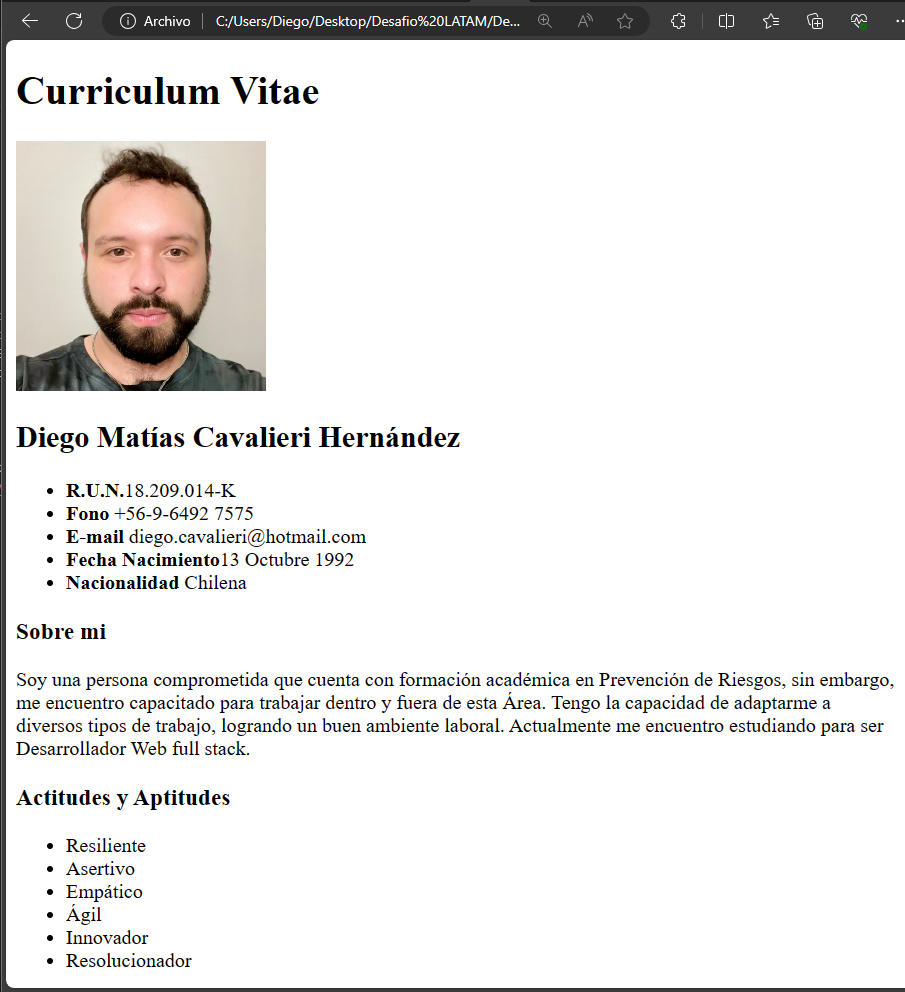 Archivo | C:/Users/Diego/Desktop/Desafio%20LATAM/De...
Curriculum Vitae
Diego Matías Cavalieri Hernández
R.U.N.18.209.014-K
Fono +56-9-6492 7575
E-mail diego.cavalieri@hotmail.com
Fecha Nacimiento13 Octubre 1992
Nacionalidad Chilena
Sobre mi
Soy una persona comprometida que cuenta con formación académica en Prevención de Riesgos, sin embargo,
me encuentro capacitado para trabajar dentro y fuera de esta Área. Tengo la capacidad de adaptarme a
diversos tipos de trabajo, logrando un buen ambiente laboral. Actualmente me encuentro estudiando para ser
Desarrollador Web full stack.
Actitudes y Aptitudes
Resiliente
Asertivo
Empático
Ágil
Innovador
Resolucionador